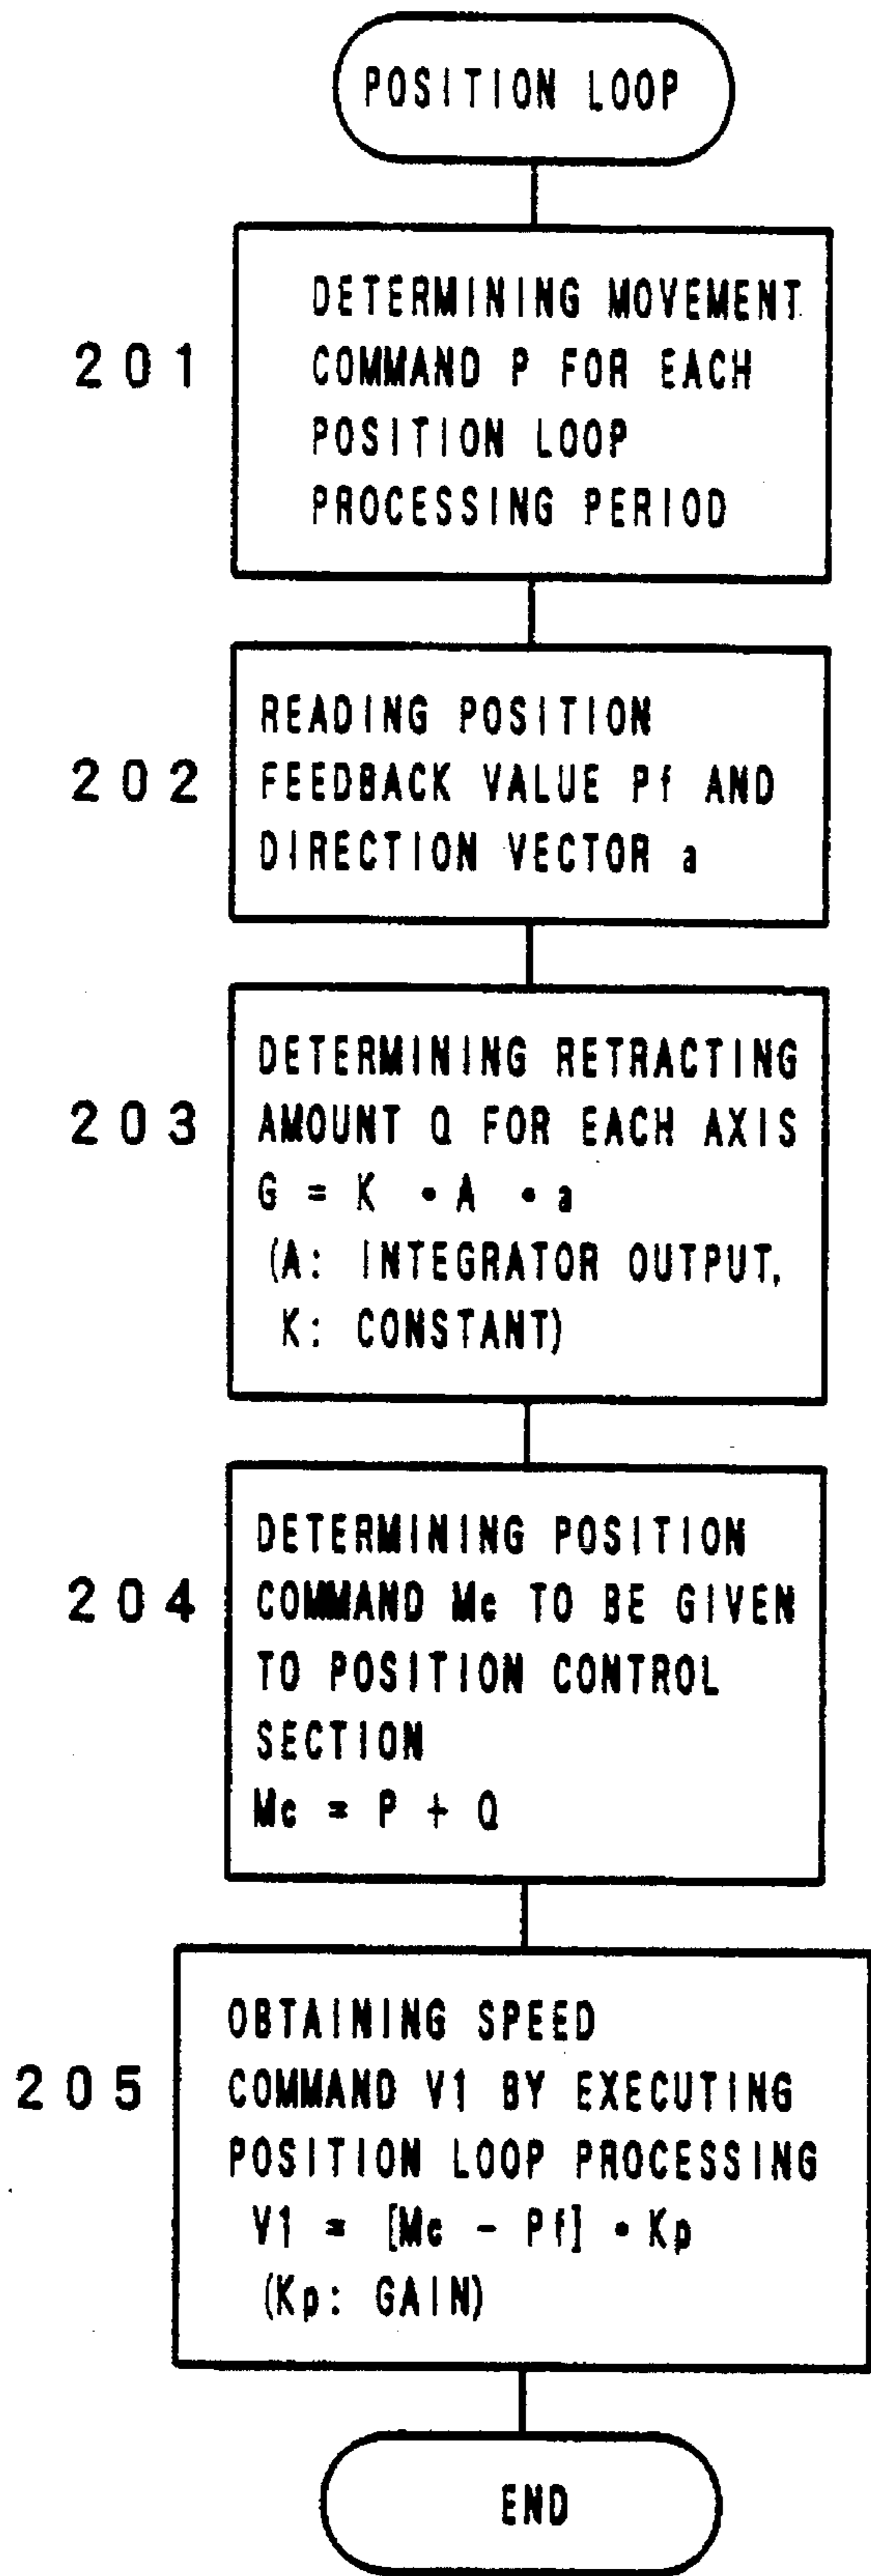 POSITION LOOP
201
DETERMINING MOVEMENT
COMMAND P FOR EACH
POSITION LOOP
PROCESSING PERIOD
202
READING POSITION
FEEDBACK VALUE Pf AND
DIRECTION VECTOR a
203
DETERMINING RETRACTING
AMOUNT Q FOR EACH AXIS
G = K • A • a
(A: INTEGRATOR OUTPUT,
K: CONSTANT)
204
DETERMINING POSITION
COMMAND Mc TO BE GIVEN
TO POSITION CONTROL
SECTION
Mc = P + Q
205
OBTAINING SPEED
COMMAND V1 BY EXECUTING
POSITION LOOP PROCESSING
V1 = [Mc - Pf] • Kp
(Kp: GAIN)
END